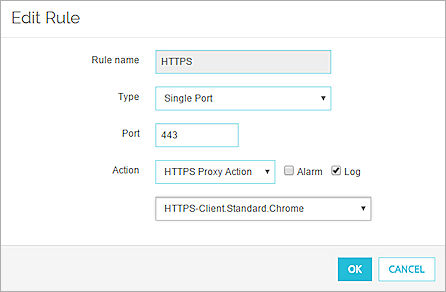 Edit Rule
Rule name HTTPS
Type Single Port
Port 443
Action HTTPS Proxy Action Alarm Log
HTTPS-Client.Standard.Chrome
OK CANCEL